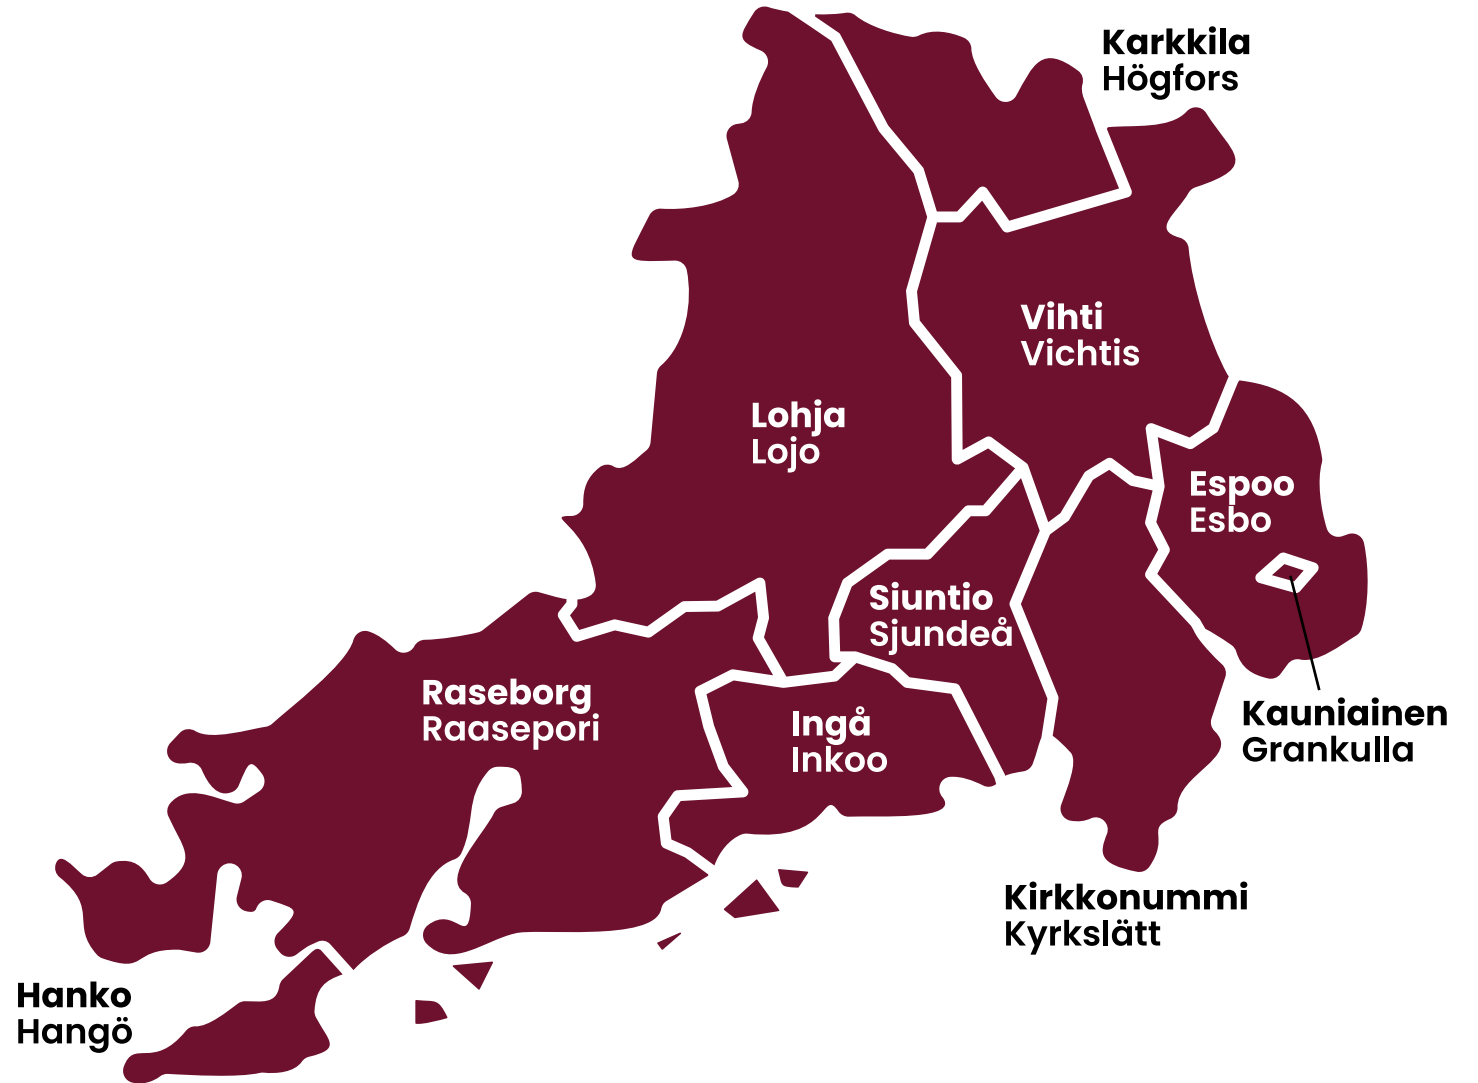 Karkkila
Högfors
Vihti
Vichtis
Lohja
Lojo
Espoo
Esbo
Siuntio
Sjundeå
Raseborg
Raasepori
Ingå
Inkoo
Kauniainen
Grankulla
Kirkkonummi
Kyrkslätt
Hanko
Hangö